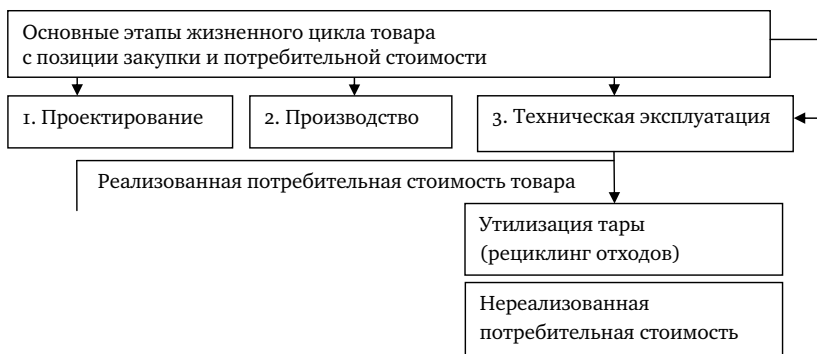 Основные этапы жизненного цикла товара
с позиции закупки и потребительной стоимости
1. Проектирование
2. Производство
3. Техническая эксплуатация
Реализованная потребительная стоимость товара
Утилизация тары
(рециклинг отходов)
Нереализованная
потребительная стоимость